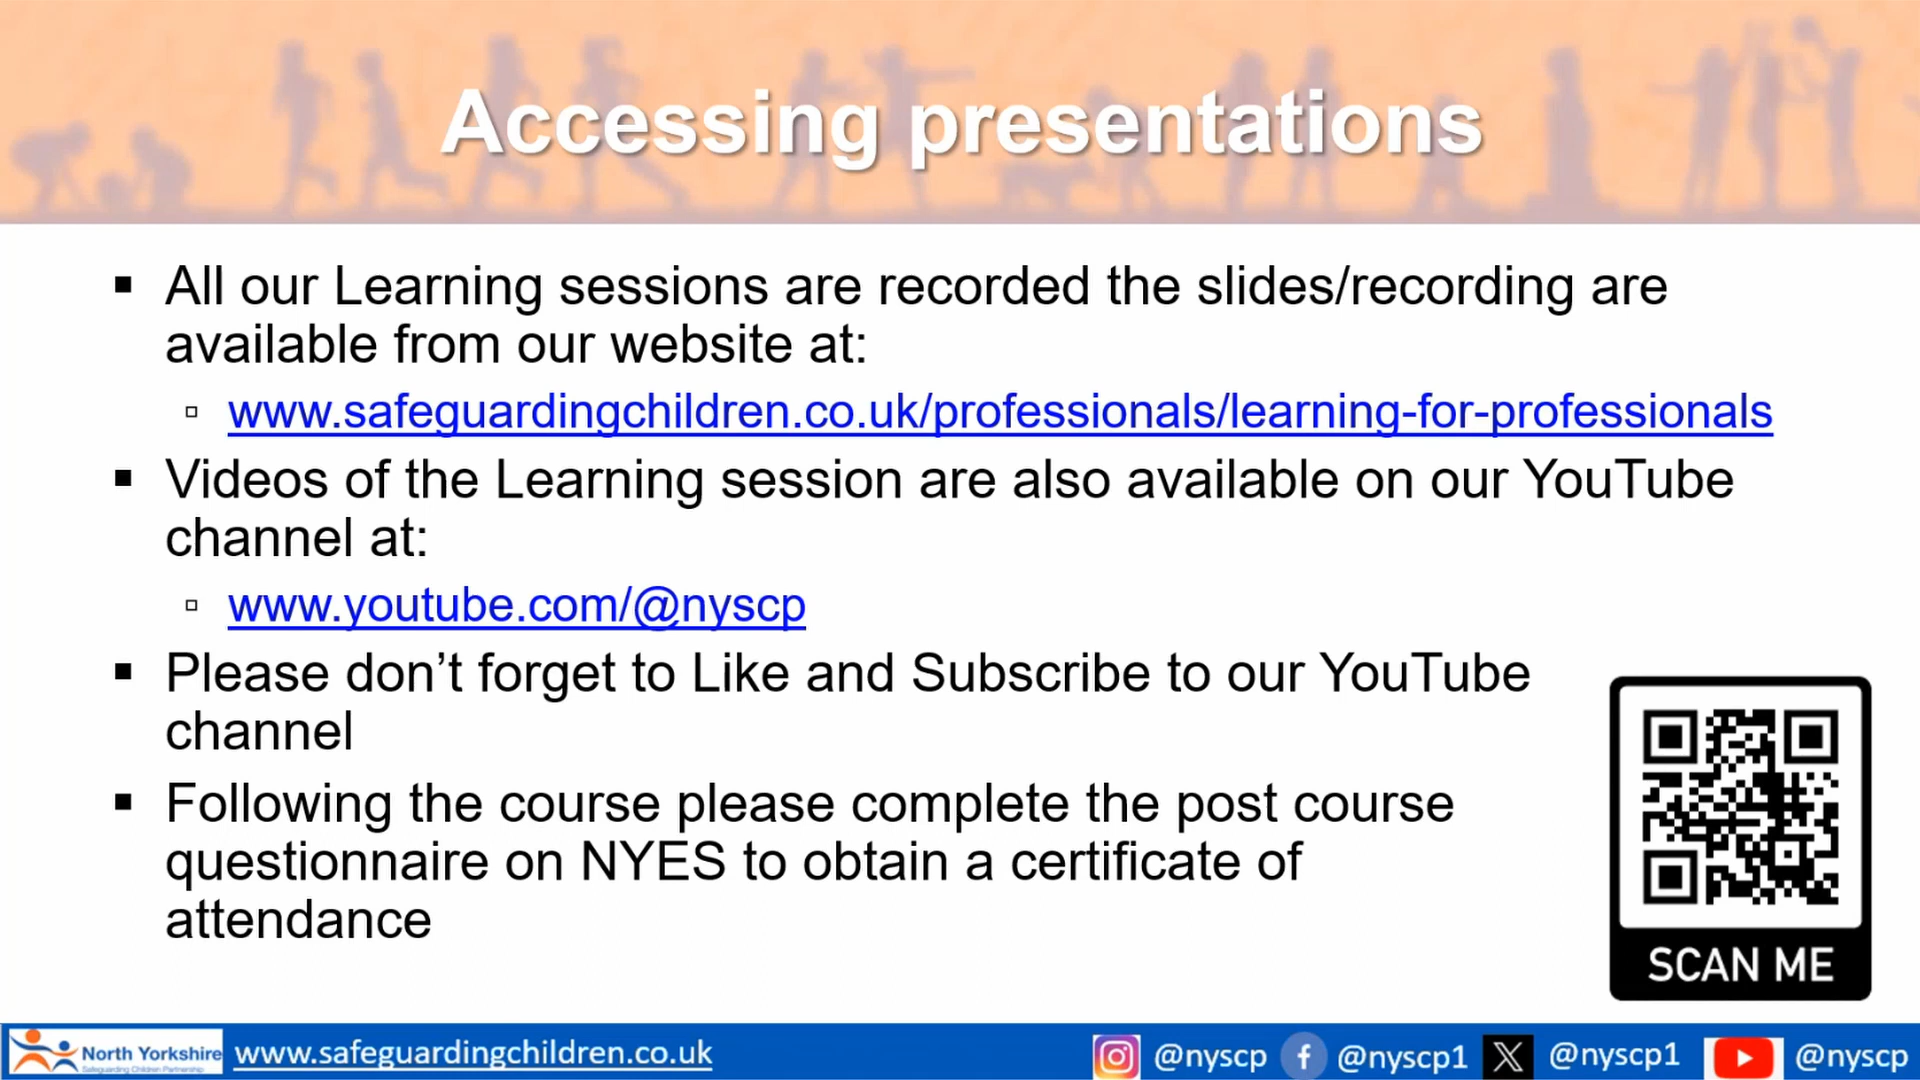 Accessing presentations
▪ All our Learning sessions are recorded the slides/recording are
available from our website at:
▫ www.safeguardingchildren.co.uk/professionals/learning-for-professionals
▪ Videos of the Learning session are also available on our YouTube
channel at:
▫ www.youtube.com/@nyscp
▪ Please don’t forget to Like and Subscribe to our YouTube
channel
▪ Following the course please complete the post course
questionnaire on NYES to obtain a certificate of
attendance
SCAN ME
North Yorkshire
Safeguarding Children Partnership
www.safeguardingchildren.co.uk
@nyscp
@nyscp1
@nyscp1
@nyscp